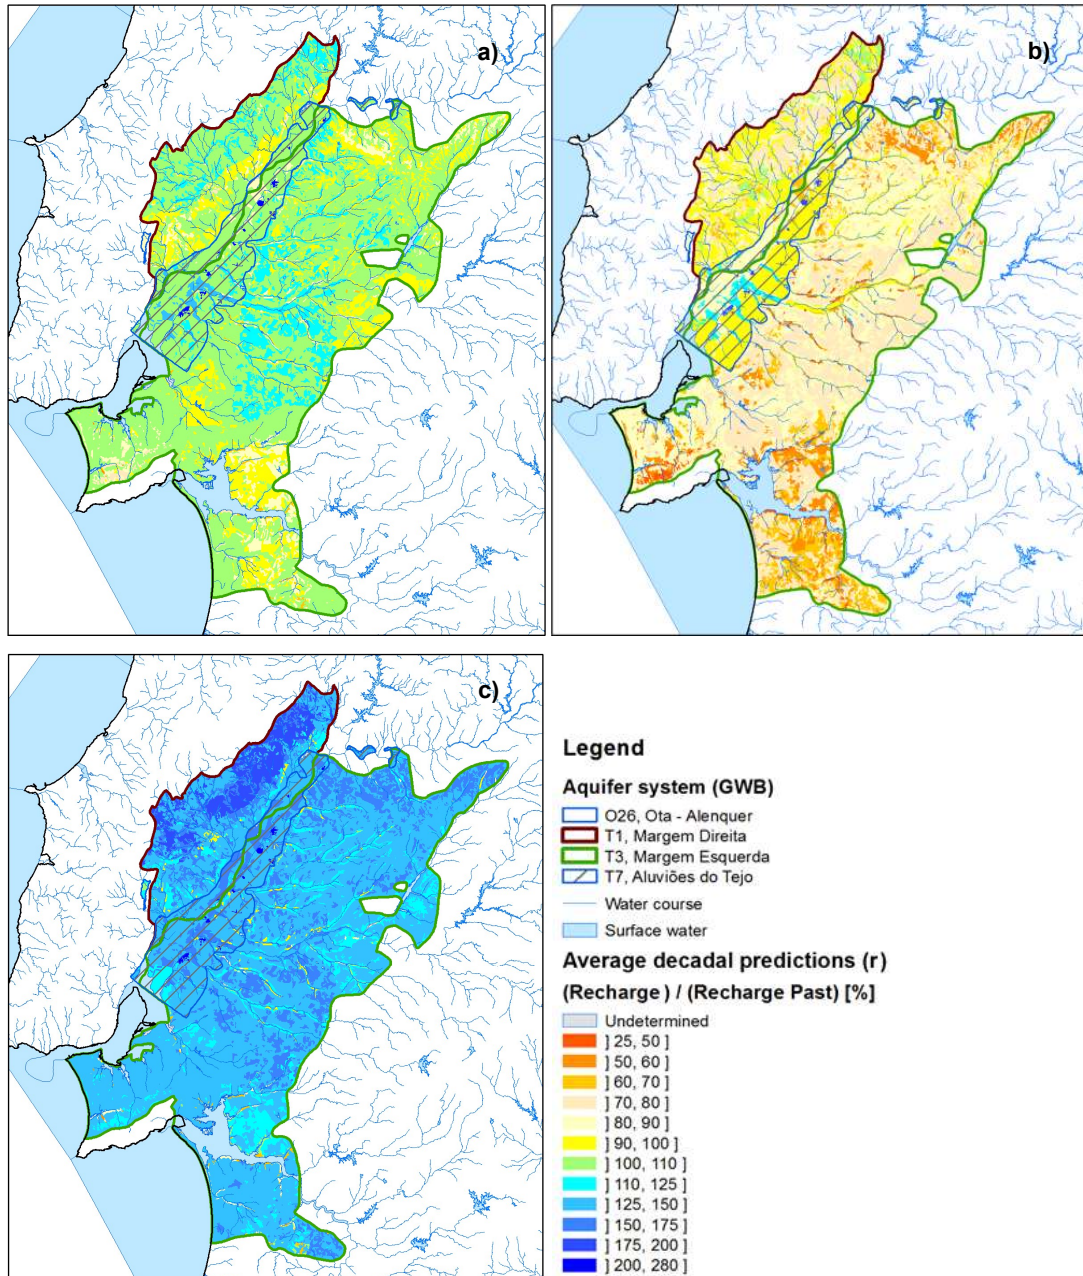 a)
b)
c)
Legend
Aquifer system (GWB)
O26, Ota - Alenquer
T1, Margem Direita
T3, Margem Esquerda
T7, Aluviões do Tejo
Water course
Surface water
Average decadal predictions (r)
(Recharge ) / (Recharge Past) [%]
Undetermined
] 25, 50 ]
] 50, 60 ]
] 60, 70 ]
] 70, 80 ]
] 80, 90 ]
] 90, 100 ]
] 100, 110 ]
] 110, 125 ]
] 125, 150 ]
] 150, 175 ]
] 175, 200 ]
] 200, 280 ]